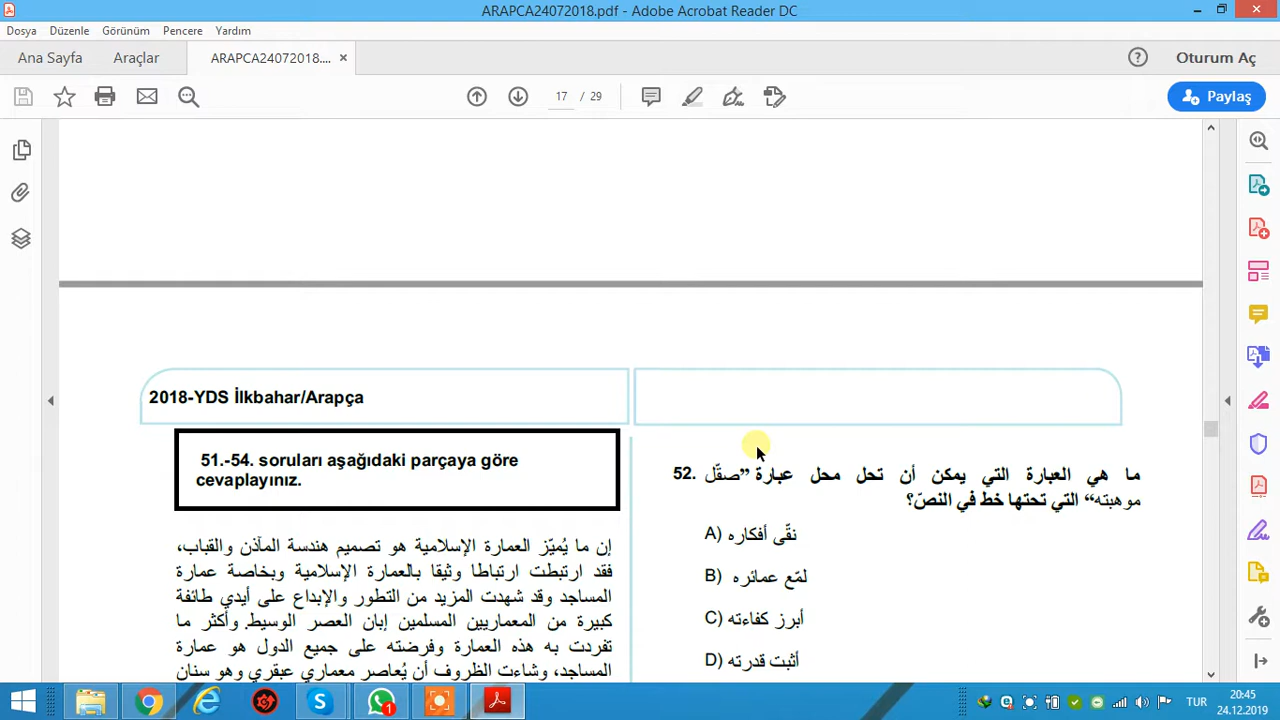 ARAPCA24072018.pdf - Adobe Acrobat Reader DC
Dosya Düzenle Görünüm Pencere Yardım
Ana Sayfa Araçlar ARAPCA24072018.... × Oturum Aç
17 / 29 Paylaş
2018-YDS İlkbahar/Arapça
51.-54. soruları aşağıdaki parçaya göre
cevaplayınız.
إن ما يُميّز العمارة الإسلامية هو تصميم هندسة المآذن والقباب،
فقد ارتبطت ارتباطا وثيقا بالعمارة الإسلامية وبخاصة عمارة
المساجد وقد شهدت المزيد من التطور والإبداع على أيدي طائفة
كبيرة من المعماريين المسلمين إبان العصر الوسيط. وأكثر ما
تفردت به هذه العمارة وفرضته على جميع الدول هو عمارة
المساجد، وشاءت الظروف أن يُعاصر معماري عبقري وهو سنان
52. ما هي العبارة التي يمكن أن تحل محل عبارة ”صقّل
موهبته“ التي تحتها خط في النصّ؟
A) نقّى أفكاره
B) لمّع عمائره
C) أبرز كفاءته
D) أثبت قدرته
1
TUR
20:45
24.12.2019